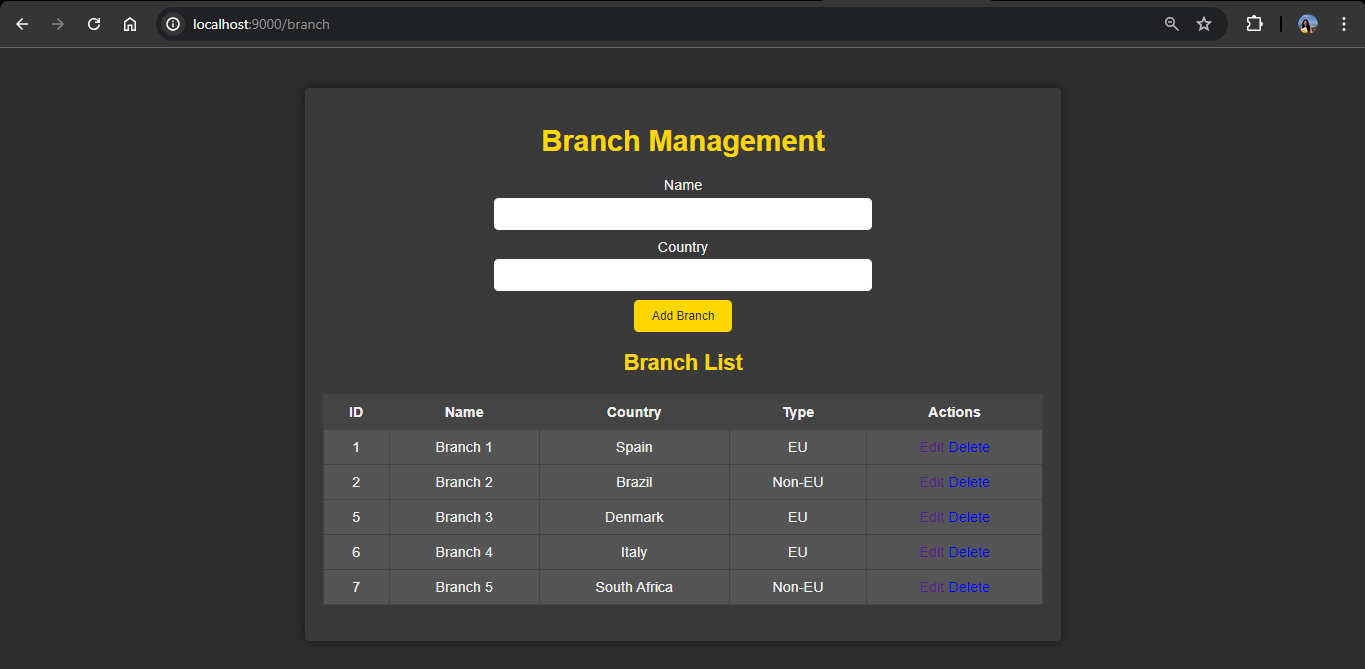 localhost:9000/branch
Branch Management
Name
Country
Add Branch
Branch List
ID Name Country Type Actions
1 Branch 1 Spain EU Edit Delete
2 Branch 2 Brazil Non-EU Edit Delete
5 Branch 3 Denmark EU Edit Delete
6 Branch 4 Italy EU Edit Delete
7 Branch 5 South Africa Non-EU Edit Delete